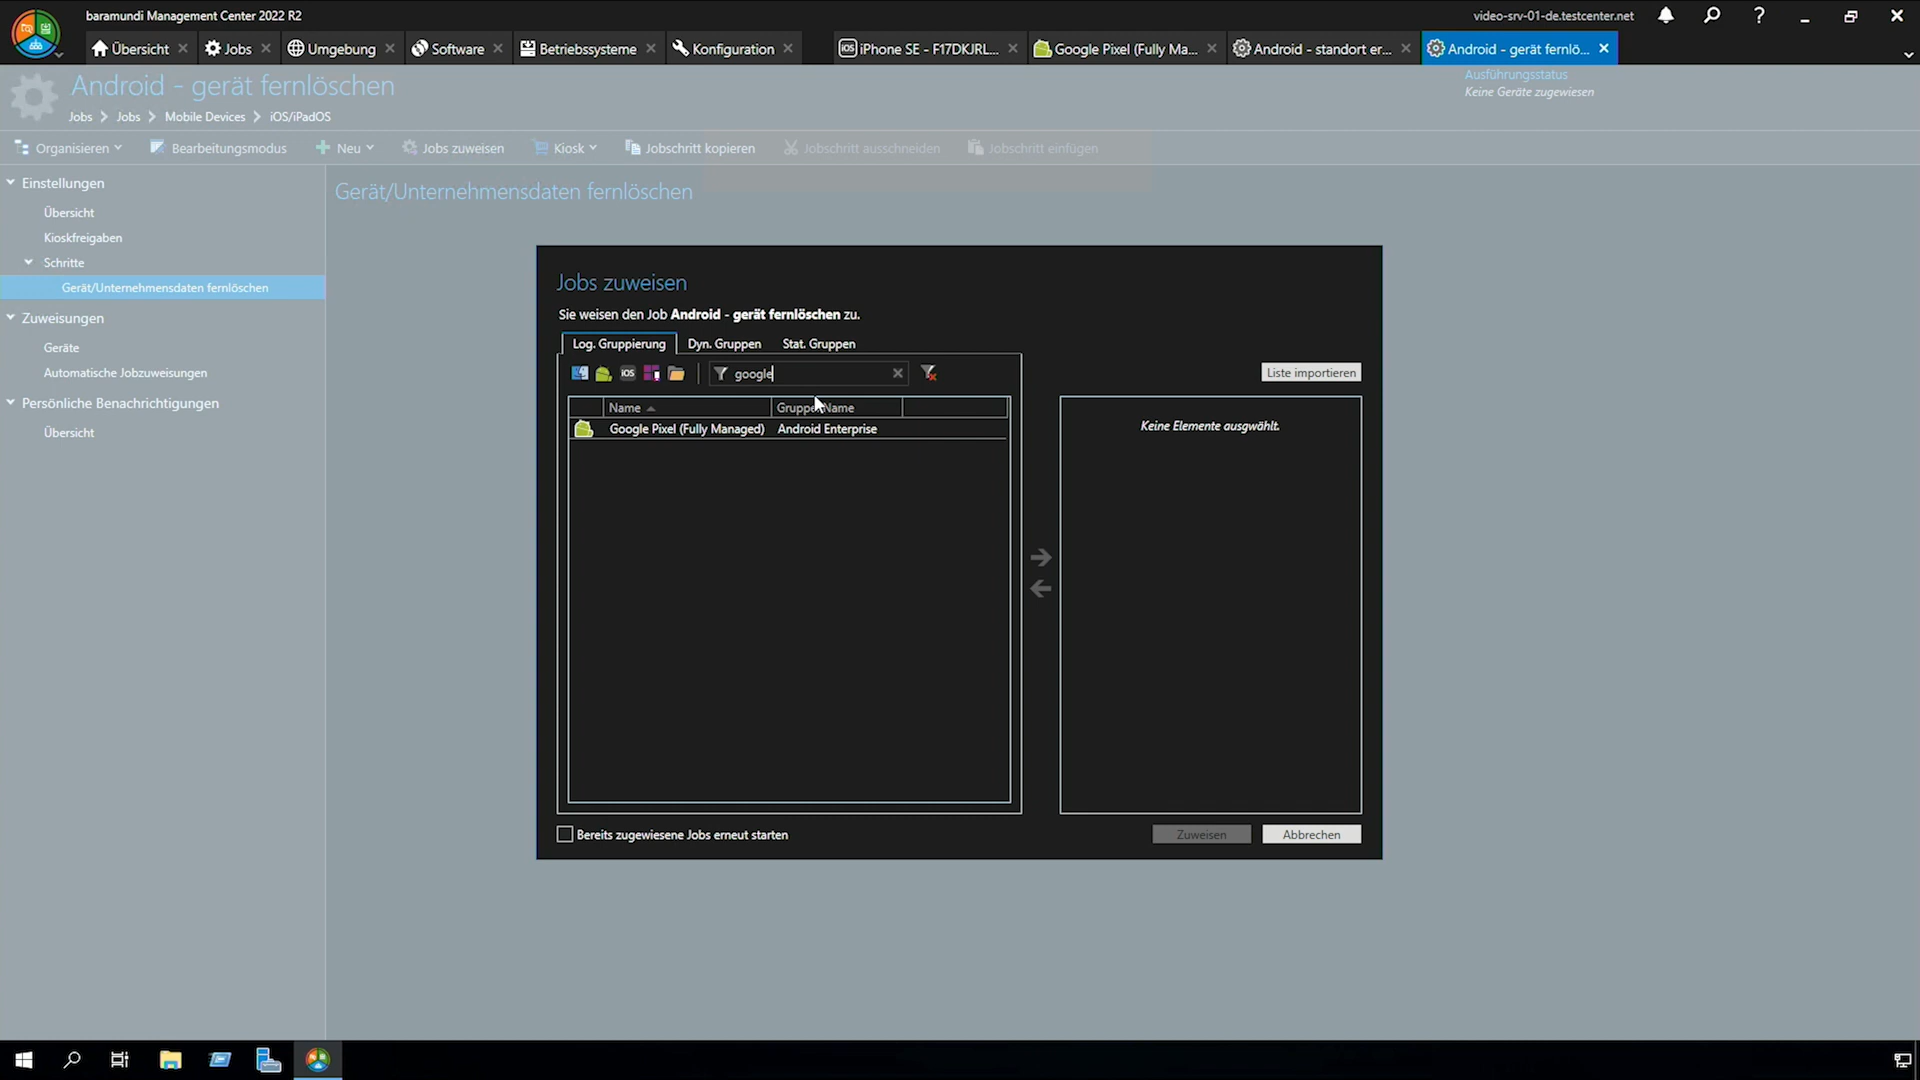 baramundi Management Center 2022 R2
video-srv-01-de.testcenter.net
Übersicht
Jobs
Umgebung
Software
Betriebssysteme
Konfiguration
iOS iPhone SE - F17DKJRL...
Google Pixel (Fully Ma...
Android - standort er...
Android - gerät fernlö...
Android - gerät fernlöschen
Ausführungsstatus
Keine Geräte zugewiesen
Jobs > Jobs > Mobile Devices > iOS/iPadOS
Organisieren
Bearbeitungsmodus
Neu
Jobs zuweisen
Kiosk
Jobschritt kopieren
Jobschritt ausschneiden
Jobschritt einfügen
Einstellungen
Übersicht
Kioskfreigaben
Schritte
Gerät/Unternehmensdaten fernlöschen
Zuweisungen
Geräte
Automatische Jobzuweisungen
Persönliche Benachrichtigungen
Übersicht
Gerät/Unternehmensdaten fernlöschen
Jobs zuweisen
Sie weisen den Job Android - gerät fernlöschen zu.
Log. Gruppierung
Dyn. Gruppen
Stat. Gruppen
iOS
google
Liste importieren
Name
Google Pixel (Fully Managed)
Android Enterprise
Keine Elemente ausgwählt.
Bereits zugewiesene Jobs erneut starten
Zuweisen
Abbrechen